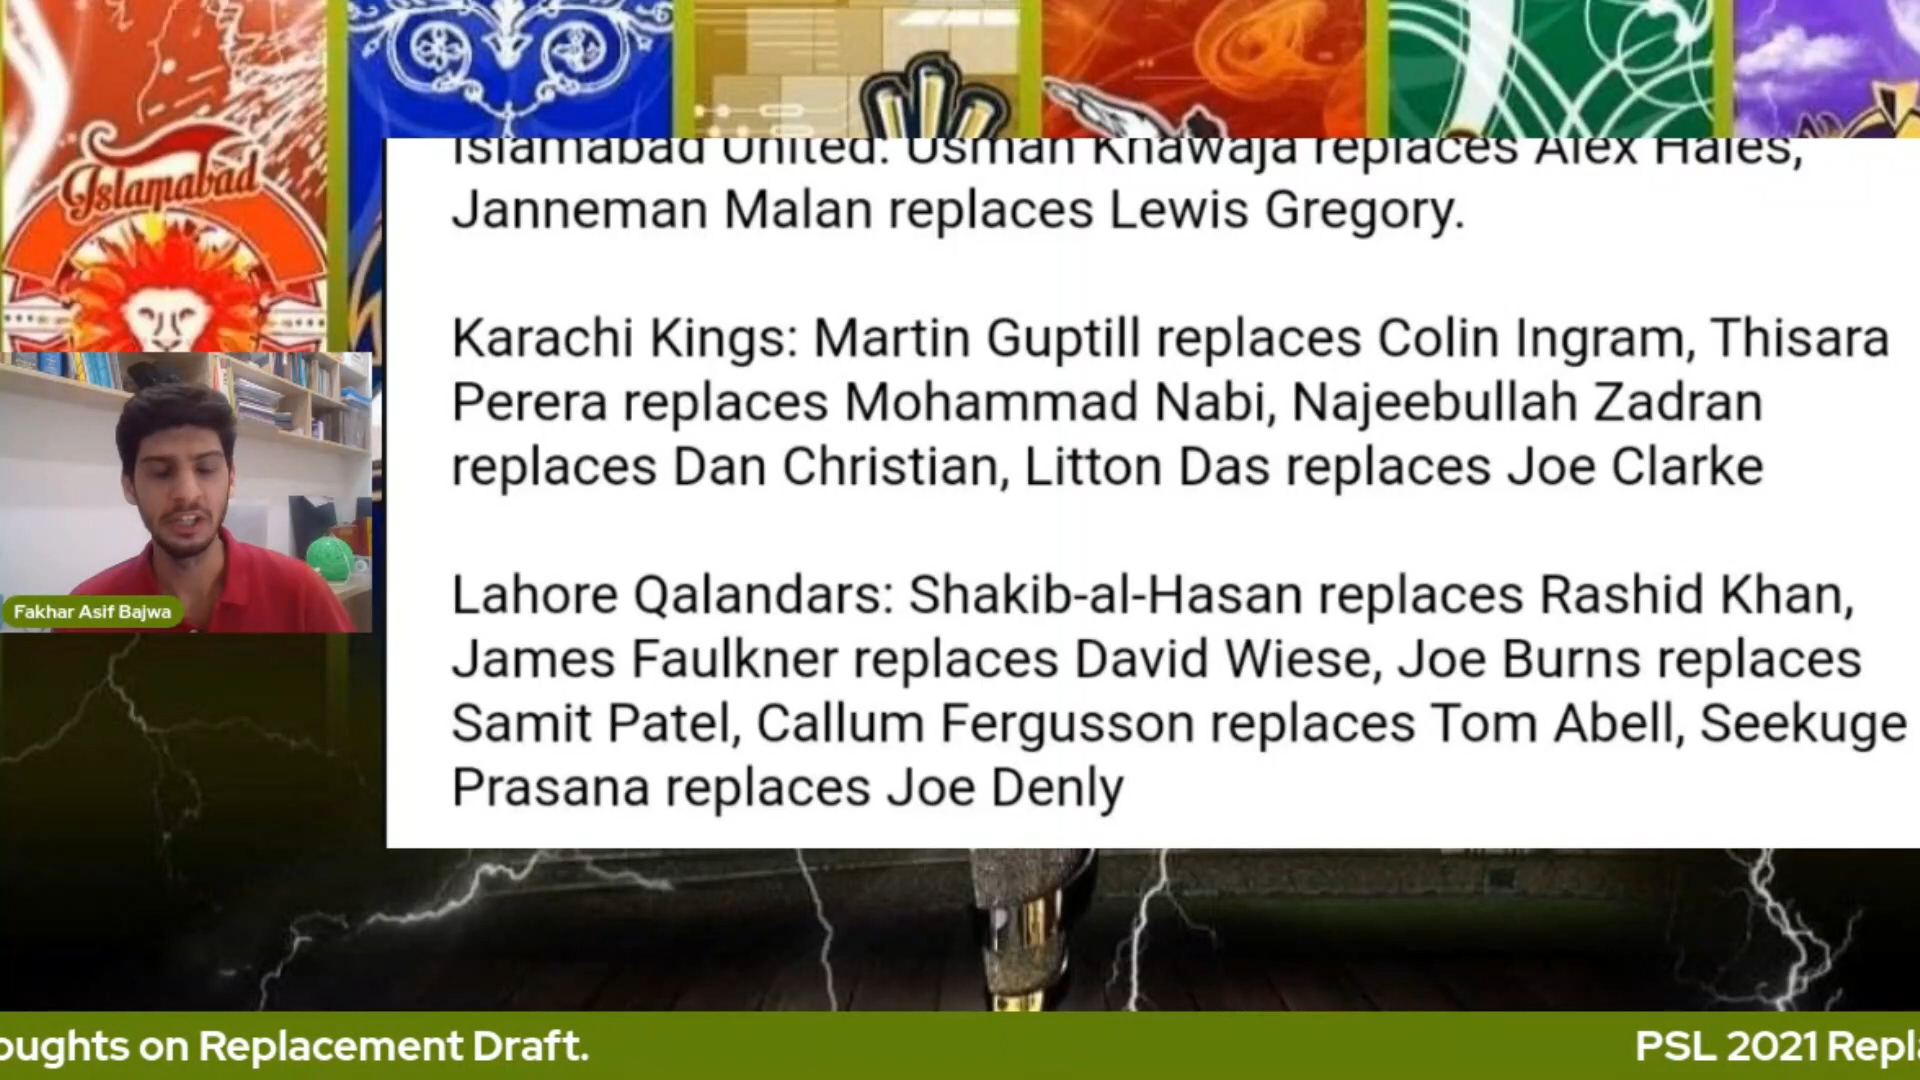 Islamabad
Islamabad United: Usman Khawaja replaces Alex Hales,
Janneman Malan replaces Lewis Gregory.
Karachi Kings: Martin Guptill replaces Colin Ingram, Thisara
Perera replaces Mohammad Nabi, Najeebullah Zadran
replaces Dan Christian, Litton Das replaces Joe Clarke
Lahore Qalandars: Shakib-al-Hasan replaces Rashid Khan,
James Faulkner replaces David Wiese, Joe Burns replaces
Samit Patel, Callum Fergusson replaces Tom Abell, Seekuge
Prasana replaces Joe Denly
Fakhar Asif Bajwa
oughts on Replacement Draft.
PSL 2021 Repl